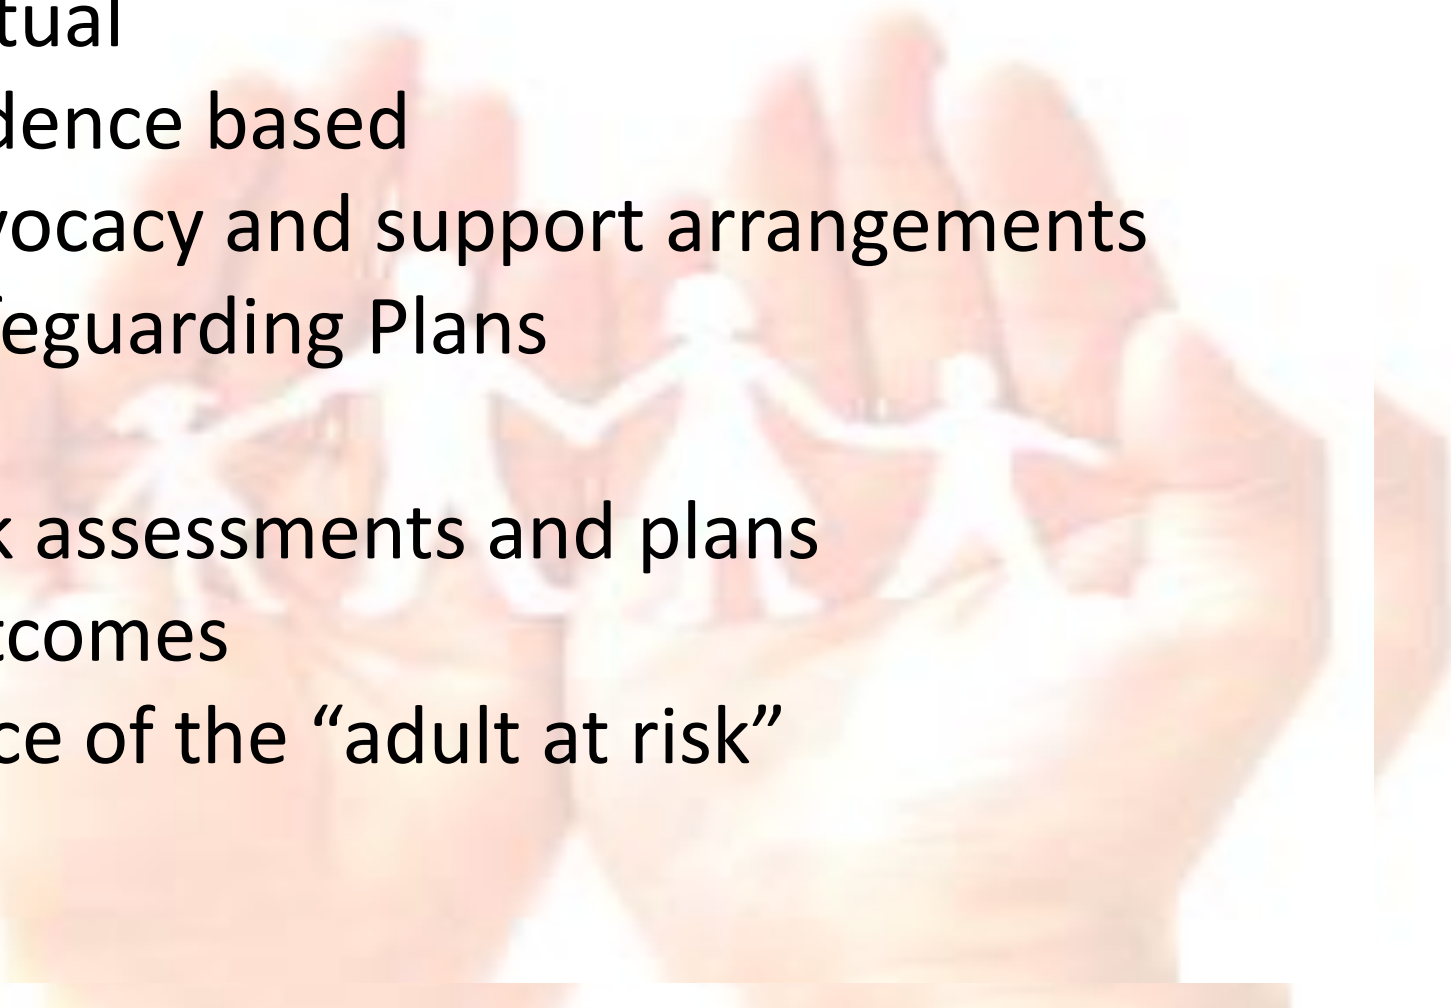 tual
dence based
vocacy and support arrangements
feguarding Plans
k assessments and plans
tcomes
ce of the “adult at risk”